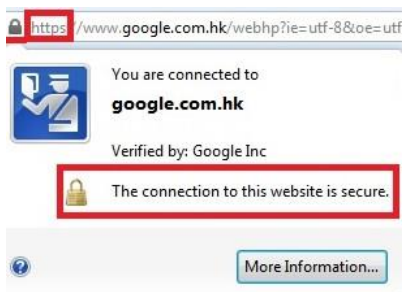 https://www.google.com.hk/webhp?ie=utf-8&oe=utf
You are connected to
google.com.hk
Verified by: Google Inc
The connection to this website is secure.
More Information...